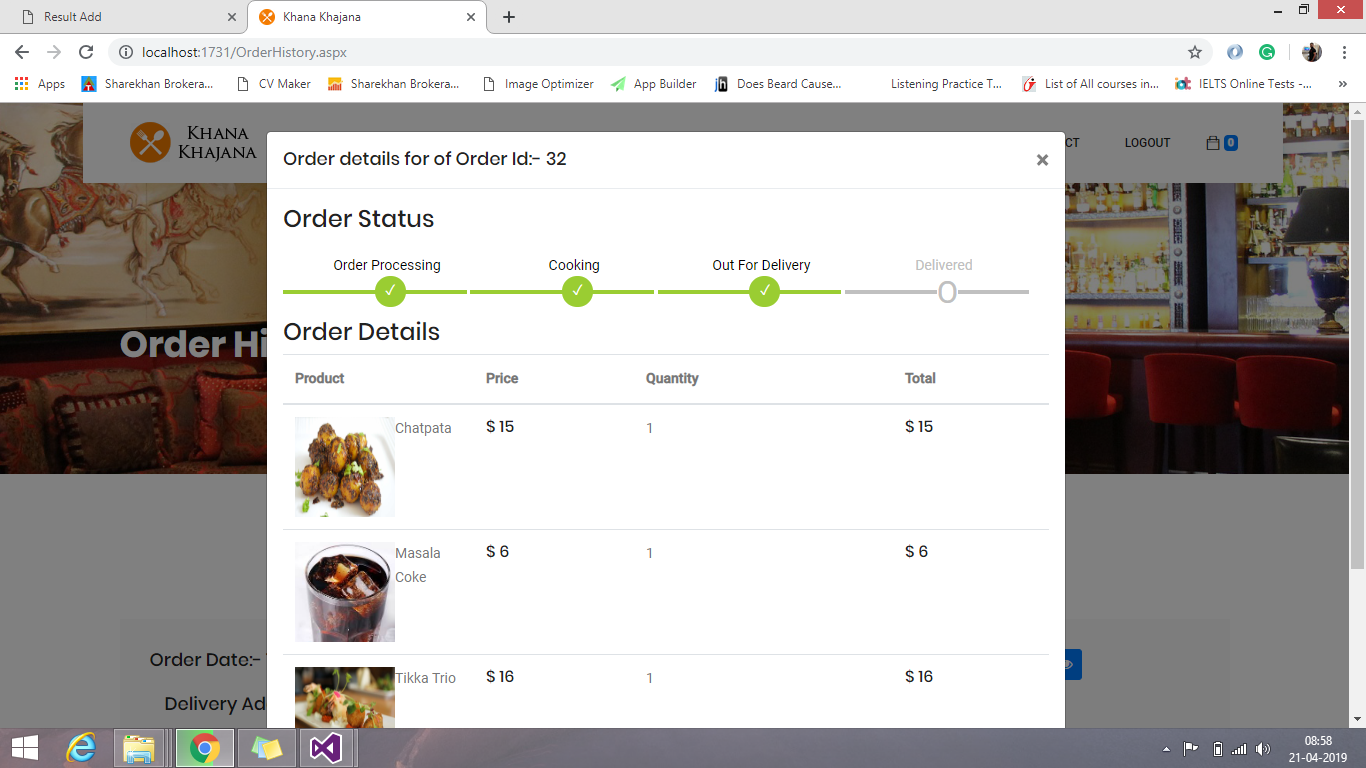 Result Add
Khana Khajana
localhost:1731/OrderHistory.aspx
Apps
Sharekhan Brokera...
CV Maker
Sharekhan Brokera...
Image Optimizer
App Builder
Does Beard Cause...
Listening Practice T...
List of All courses in...
IELTS Online Tests -...
»
KHANA
KHAJANA
CT
LOGOUT
0
Order details for of Order Id:- 32
×
Order Status
Order Processing
Cooking
Out For Delivery
Delivered
Order Hi
Order Details
Product
Price
Quantity
Total
Chatpata
$ 15
1
$ 15
Masala
Coke
$ 6
1
$ 6
Order Date:-
Tikka Trio
$ 16
1
$ 16
Delivery Ad
08:58
21-04-2019